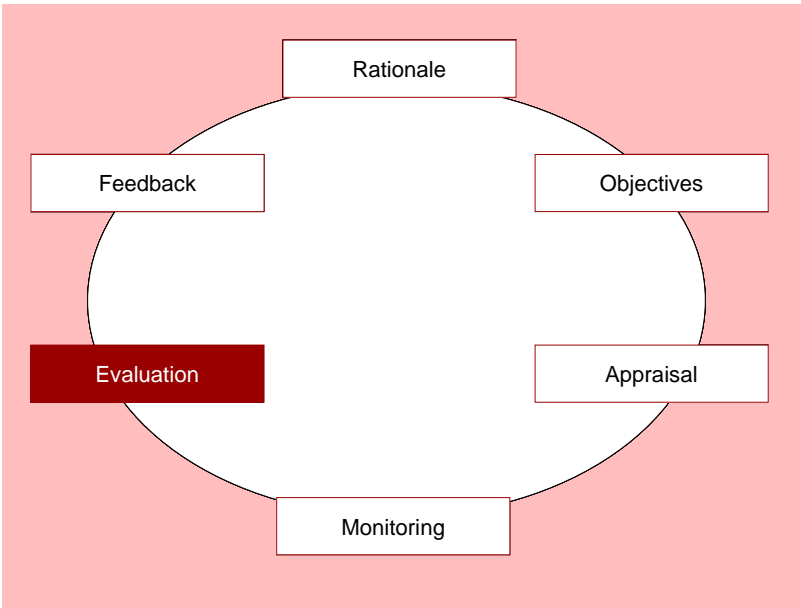 Rationale
Feedback
Objectives
Evaluation
Appraisal
Monitoring